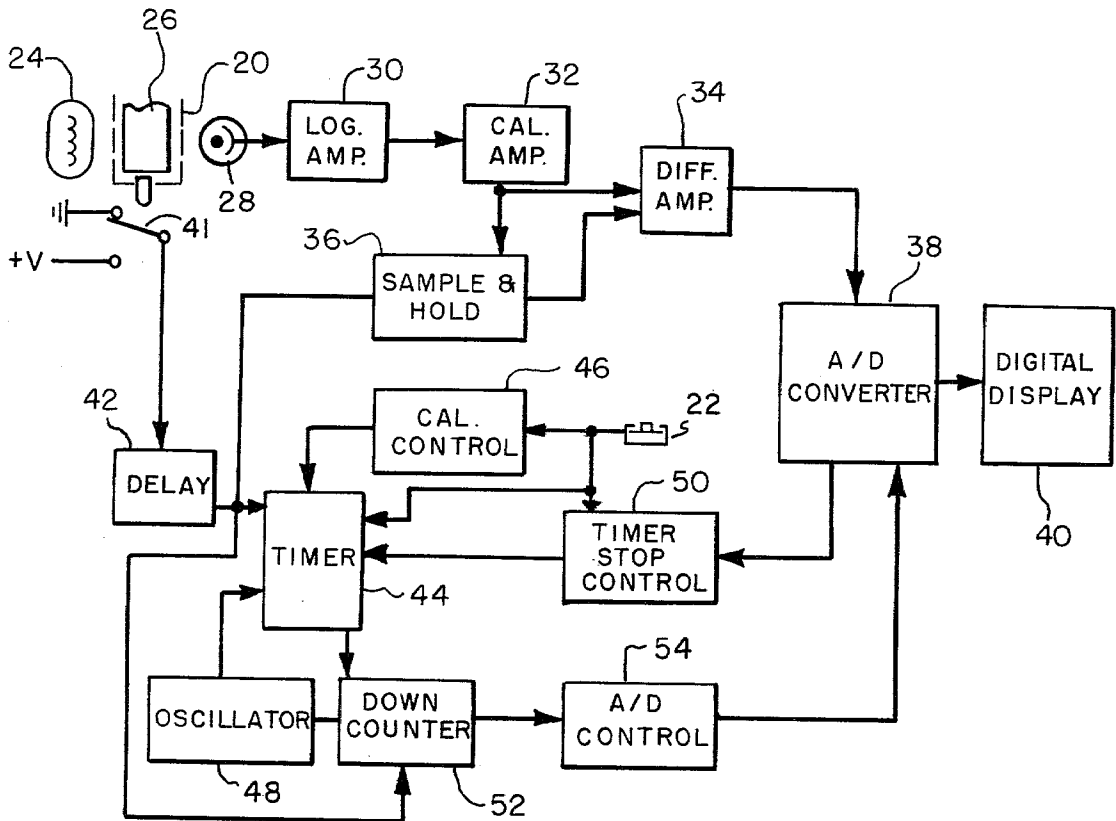 26
24
20
30
32
34
LOG.
AMP.
CAL.
AMP.
DIFF.
AMP.
28
41
+V
36
SAMPLE &
HOLD
38
A/D
CONVERTER
DIGITAL
DISPLAY
40
46
CAL.
CONTROL
22
42
DELAY
50
TIMER
STOP
CONTROL
TIMER
44
54
OSCILLATOR
48
DOWN
COUNTER
52
A/D
CONTROL